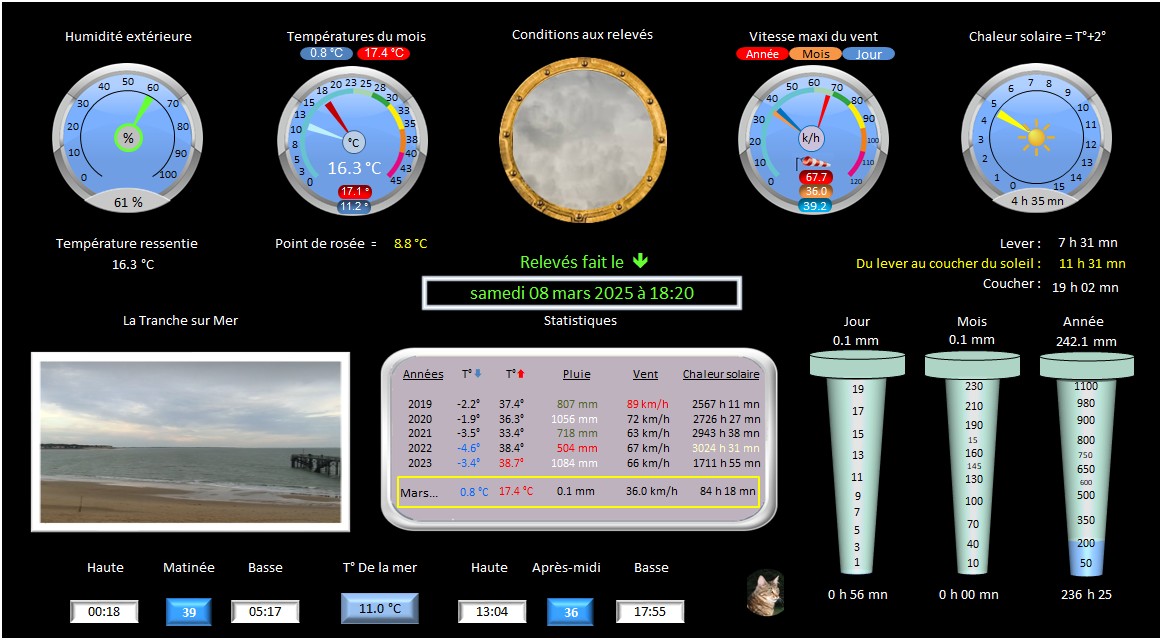 Humidité extérieure
Températures du mois
0.8 °C 17.4 °C
Conditions aux relevés
Vitesse maxi du vent
Année Mois Jour
Chaleur solaire = T°+2°
0 10 20 30 40 50 60 70 80 90 100
%
61 %
0 3 5 8 10 13 15 18 20 23 25 28 30 33 35 38 40 43 45
°C
16.3 °C
17.1 °
11.2 °
0 10 20 30 40 50 60 70 80 90 100 110 120
k/h
67.7
36.0
39.2
0 1 2 3 4 5 6 7 8 9 10 11 12 13 14 15
4 h 35 mn
Température ressentie
16.3 °C
Point de rosée = 8.8 °C
Relevés fait le
samedi 08 mars 2025 à 18:20
Lever : 7 h 31 mn
Du lever au coucher du soleil : 11 h 31 mn
Coucher : 19 h 02 mn
La Tranche sur Mer
Statistiques
Années T° T° Pluie Vent Chaleur solaire
2019 -2.2° 37.4° 807 mm 89 km/h 2567 h 11 mn
2020 -1.9° 36.3° 1056 mm 72 km/h 2726 h 27 mn
2021 -3.5° 33.4° 718 mm 63 km/h 2943 h 38 mn
2022 -4.6° 38.4° 504 mm 67 km/h 3024 h 31 mn
2023 -3.4° 38.7° 1084 mm 66 km/h 1711 h 55 mn
Mars... 0.8 °C 17.4 °C 0.1 mm 36.0 km/h 84 h 18 mn
Jour
0.1 mm
19
17
15
13
11
9
7
5
3
1
0 h 56 mn
Mois
0.1 mm
230
210
190
15
160
145
130
100
70
40
10
0 h 00 mn
Année
242.1 mm
1100
980
900
800
750
650
600
500
350
200
50
236 h 25
Haute Matinée Basse
00:18 39 05:17
T° De la mer
11.0 °C
Haute Après-midi Basse
13:04 36 17:55